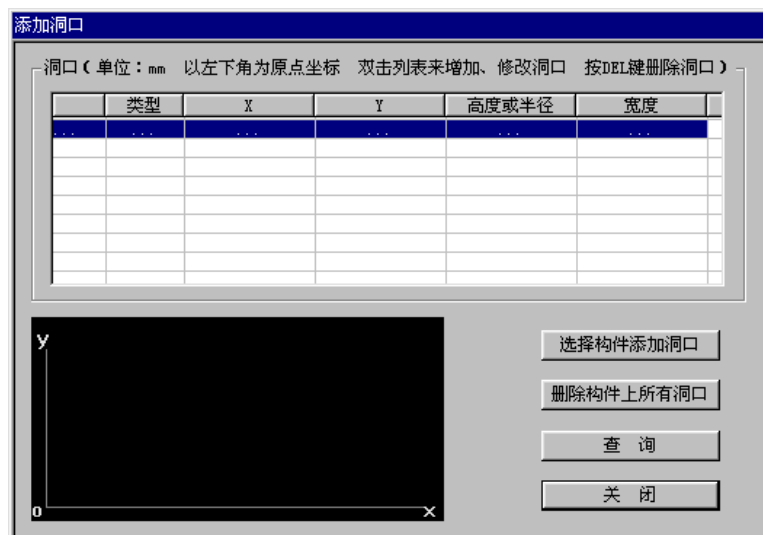 添加洞口
洞口(单位：mm 以左下角为原点坐标 双击列表来增加、修改洞口 按DEL键删除洞口)
类型 X Y 高度或半径 宽度
... ... ... ... ... ...
y
选择构件添加洞口
删除构件上所有洞口
查 询
关 闭
0 x